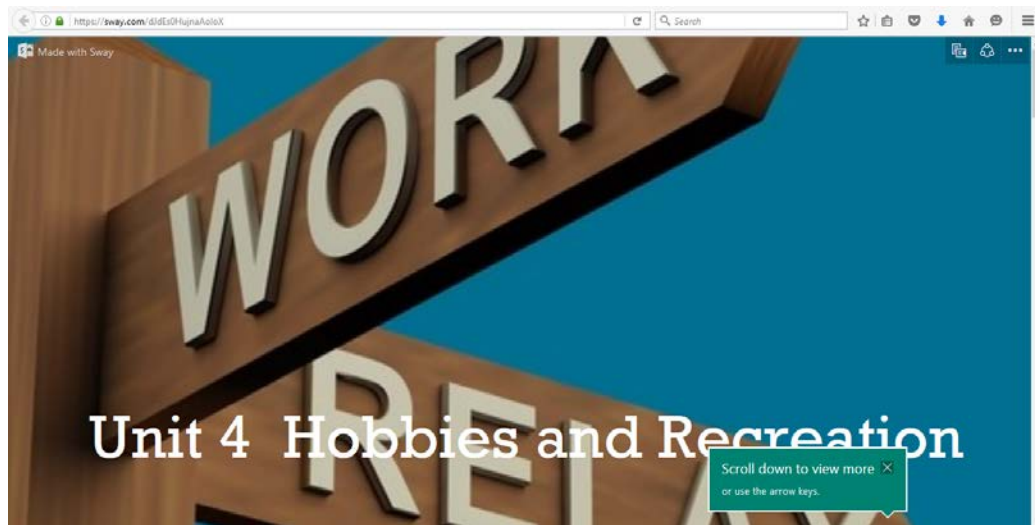 https://sway.com/dJdEs0HujnaAoloX
Search
Made with Sway
WORK
RELAX
Unit 4 Hobbies and Recreation
Scroll down to view more
or use the arrow keys.